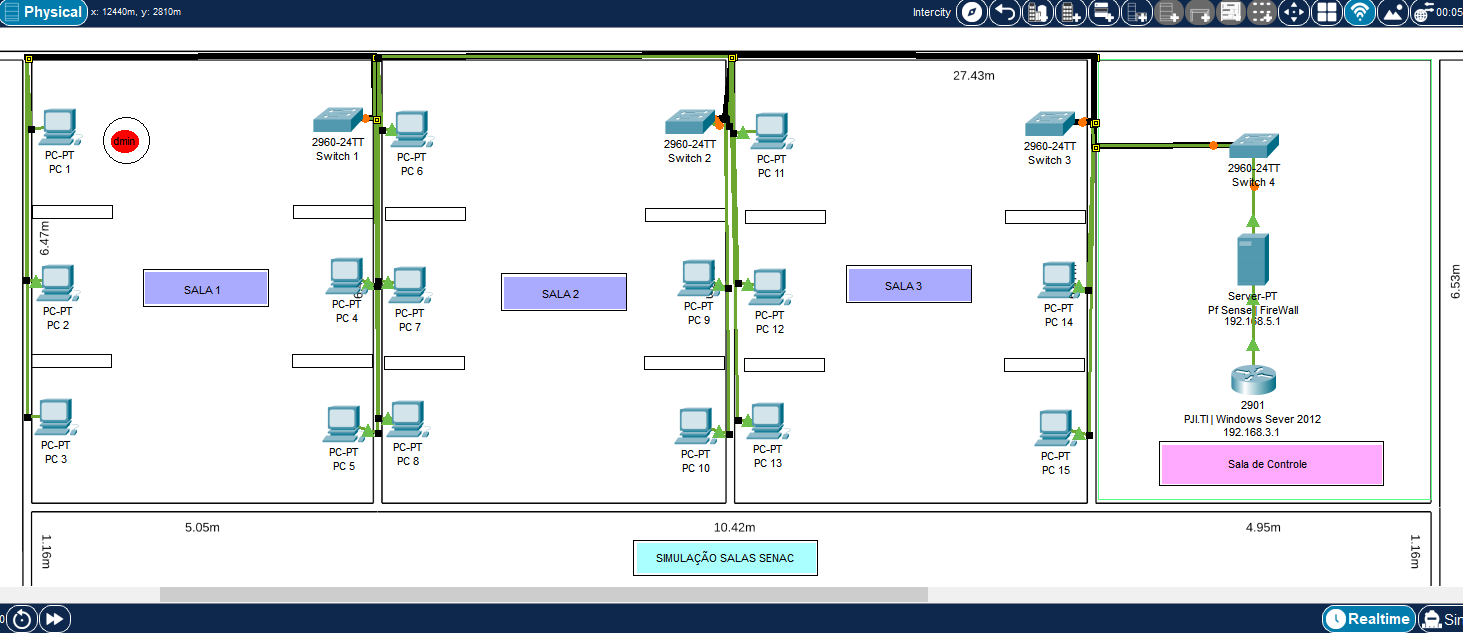 Physical x: 12440m, y: 2810m
Intercity
00:05
27.43m
PC-PT
PC 1
dmin
2960-24TT
Switch 1
PC-PT
PC 6
2960-24TT
Switch 2
PC-PT
PC 11
2960-24TT
Switch 3
2960-24TT
Switch 4
6.47m
SALA 1
SALA 2
SALA 3
PC-PT
PC 2
PC-PT
PC 4
PC-PT
PC 7
PC-PT
PC 9
PC-PT
PC 12
PC-PT
PC 14
Server-PT
Pf Sense| FireWall
192.168.5.1
6.53m
PC-PT
PC 3
PC-PT
PC 5
PC-PT
PC 8
PC-PT
PC 10
PC-PT
PC 13
PC-PT
PC 15
2901
PJI.TI | Windows Sever 2012
192.168.3.1
Sala de Controle
5.05m
10.42m
4.95m
1.16m
SIMULAÇÃO SALAS SENAC
1.16m
Realtime